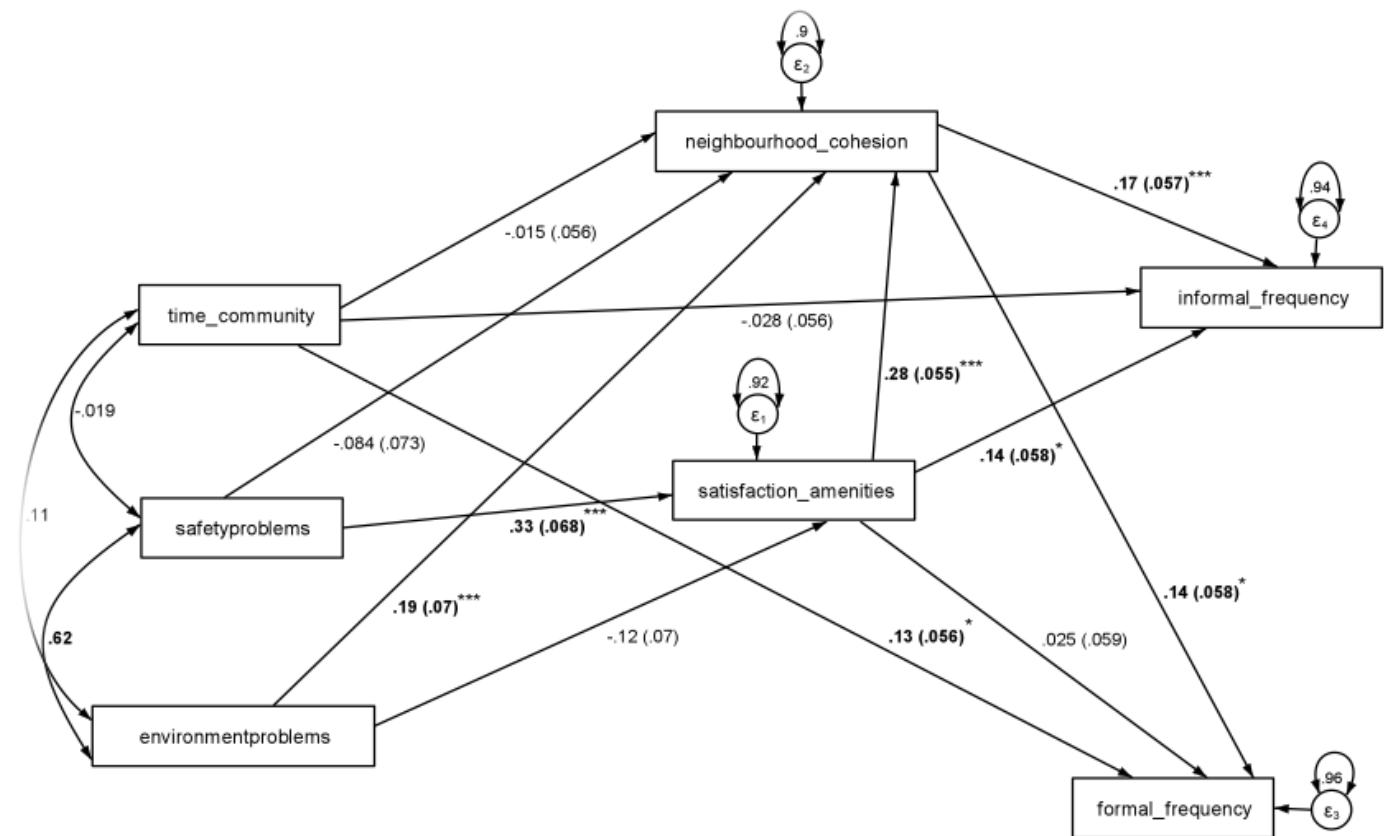 .9
ε₂
neighbourhood_cohesion
.17 (.057)***
.94
ε₄
-.015 (.056)
informal_frequency
time_community
-.028 (.056)
.92
ε₁
.28 (.055)***
-.019
-.084 (.073)
.14 (.058)*
satisfaction_amenities
.11
safetyproblems
.33 (.068)***
.19 (.07)***
.14 (.058)*
.62
-.12 (.07)
.13 (.056)*
.025 (.059)
environmentproblems
.96
formal_frequency
ε₃